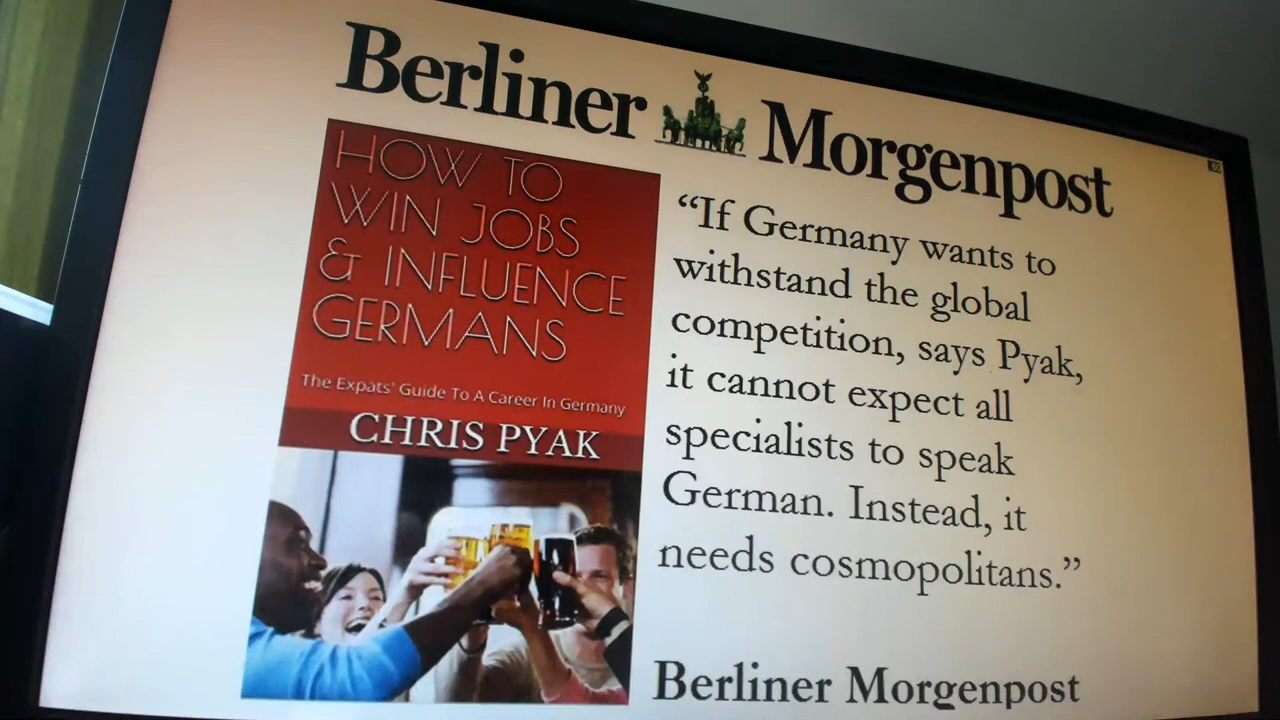 Berliner Morgenpost
HOW TO
WIN JOBS
& INFLUENCE
GERMANS
The Expats' Guide To A Career In Germany
CHRIS PYAK
“If Germany wants to
withstand the global
competition, says Pyak,
it cannot expect all
specialists to speak
German. Instead, it
needs cosmopolitans.”
Berliner Morgenpost